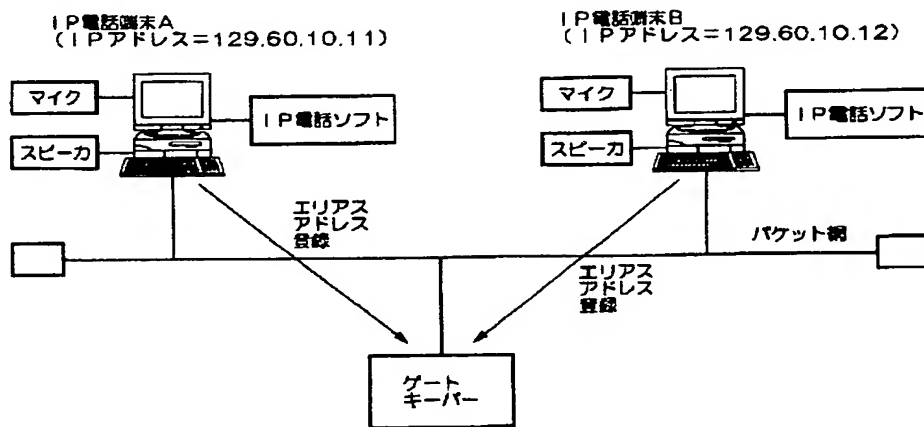 IP電話端末A
(IPアドレス=129.60.10.11)
IP電話端末B
(IPアドレス=129.60.10.12)
マイク
IP電話ソフト
スピーカ
マイク
IP電話ソフト
スピーカ
エリアス
アドレス
登録
パケット網
エリアス
アドレス
登録
ゲート
キーパー